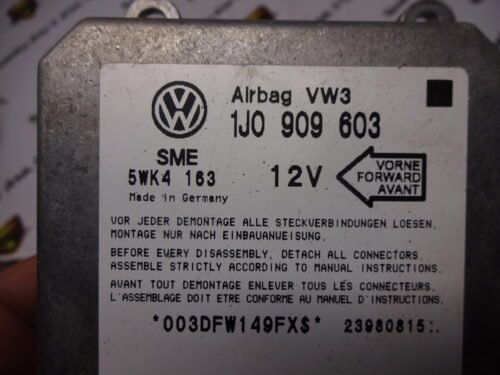 Airbag VW3
1J0 909 603
SME
5WK4 163
12V
Made in Germany
VORNE
FORWARD
AVANT
VOR JEDER DEMONTAGE ALLE STECKVERBINDUNGEN LOESEN.
MONTAGE NUR NACH EINBAUANWEISUNG.
BEFORE EVERY DISASSEMBLY, DETACH ALL CONNECTORS.
ASSEMBLE STRICTLY ACCORDING TO MANUAL INSTRUCTIONS.
AVANT TOUT DEMONTAGE ENLEVER TOUS LES CONNECTEURS.
L'ASSEMBLAGE DOIT ETRE CONFORME AU MANUEL D'INSTRUCTIONS.
*003DFW149FX$* 23980815:.